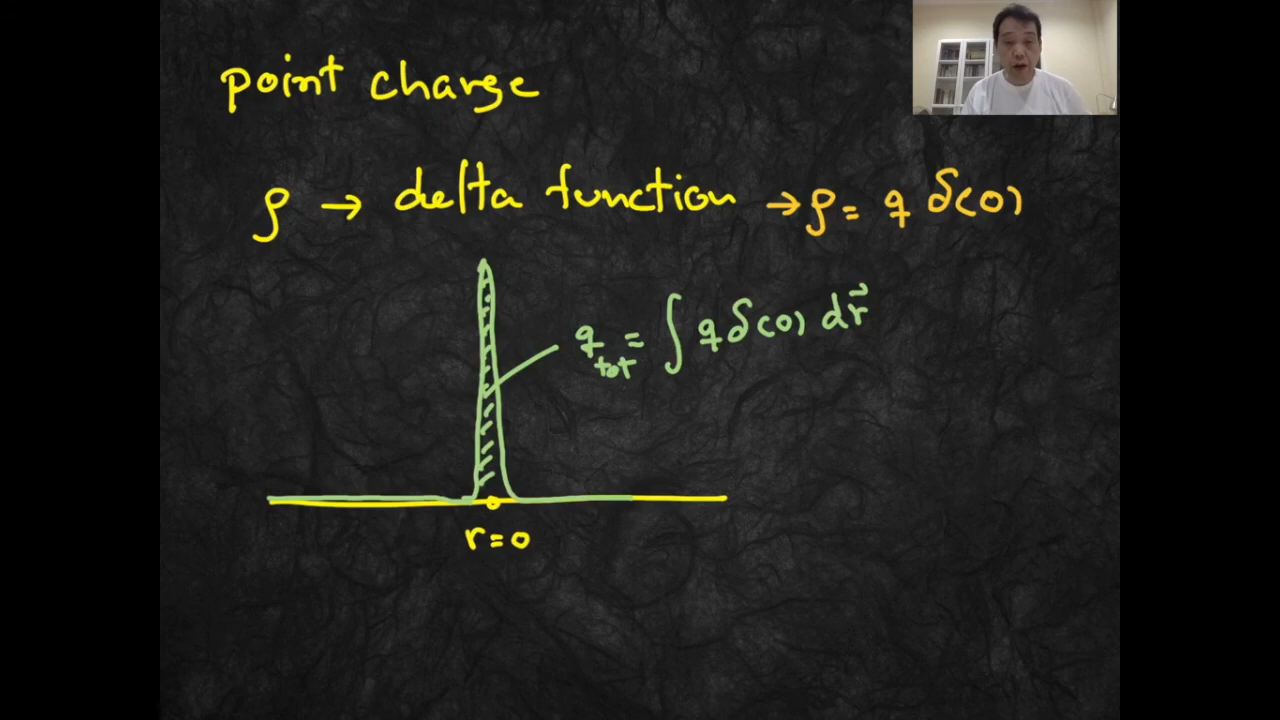 point charge
ρ → delta function → ρ = q δ(0)
q_tot = ∫ q δ(0) dr⃗
r = 0